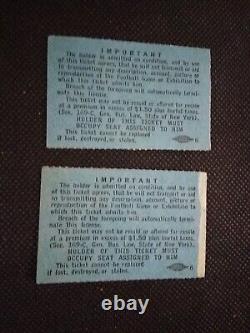 IMPORTANT
The holder is admitted on condition, and by use
of this ticket agrees, that he will not transmit or aid
in transmitting any description, account, picture or
reproduction of the Football Game or Exhibition to
which this ticket admits him.
Breach of the foregoing will automatically termi-
nate this license.
This ticket may not be resold or offered for resale
at a premium in excess of $1.50 plus lawful taxes.
(Sec. 169-C, Gen. Bus. Law, State of New York).
HOLDER OF THIS TICKET MUST
OCCUPY SEAT ASSIGNED TO HIM
This ticket cannot be replaced
if lost, destroyed, or stolen.
6
IMPORTANT
The holder is admitted on condition, and by use
of this ticket agrees, that he will not transmit or aid
in transmitting any description, account, picture or
reproduction of the Football Game or Exhibition to
which this ticket admits him.
Breach of the foregoing will automatically terminate
this license.
This ticket may not be resold or offered for resale
at a premium in excess of $1.50 plus lawful taxes.
(Sec. 169-C, Gen. Bus. Law, State of New York).
HOLDER OF THIS TICKET MUST
OCCUPY SEAT ASSIGNED TO HIM
This ticket cannot be replaced
if lost, destroyed, or stolen.
6